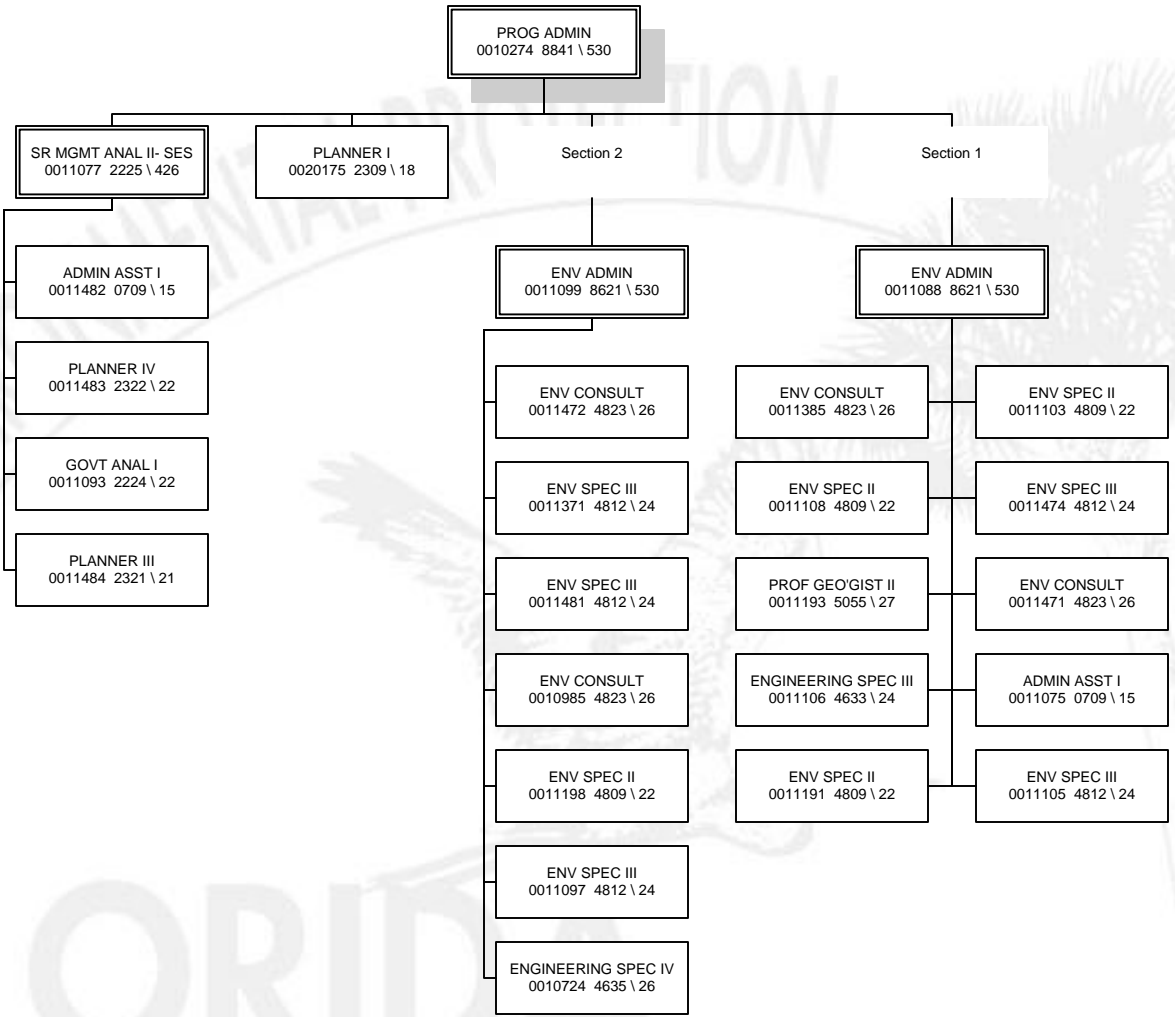 PROG ADMIN
0010274 8841 \ 530
SR MGMT ANAL II- SES
0011077 2225 \ 426
PLANNER I
0020175 2309 \ 18
Section 2
Section 1
ADMIN ASST I
0011482 0709 \ 15
PLANNER IV
0011483 2322 \ 22
GOVT ANAL I
0011093 2224 \ 22
PLANNER III
0011484 2321 \ 21
ENV ADMIN
0011099 8621 \ 530
ENV CONSULT
0011472 4823 \ 26
ENV SPEC III
0011371 4812 \ 24
ENV SPEC III
0011481 4812 \ 24
ENV CONSULT
0010985 4823 \ 26
ENV SPEC II
0011198 4809 \ 22
ENV SPEC III
0011097 4812 \ 24
ENGINEERING SPEC IV
0010724 4635 \ 26
ENV ADMIN
0011088 8621 \ 530
ENV CONSULT
0011385 4823 \ 26
ENV SPEC II
0011103 4809 \ 22
ENV SPEC II
0011108 4809 \ 22
ENV SPEC III
0011474 4812 \ 24
PROF GEO'GIST II
0011193 5055 \ 27
ENV CONSULT
0011471 4823 \ 26
ENGINEERING SPEC III
0011106 4633 \ 24
ADMIN ASST I
0011075 0709 \ 15
ENV SPEC II
0011191 4809 \ 22
ENV SPEC III
0011105 4812 \ 24